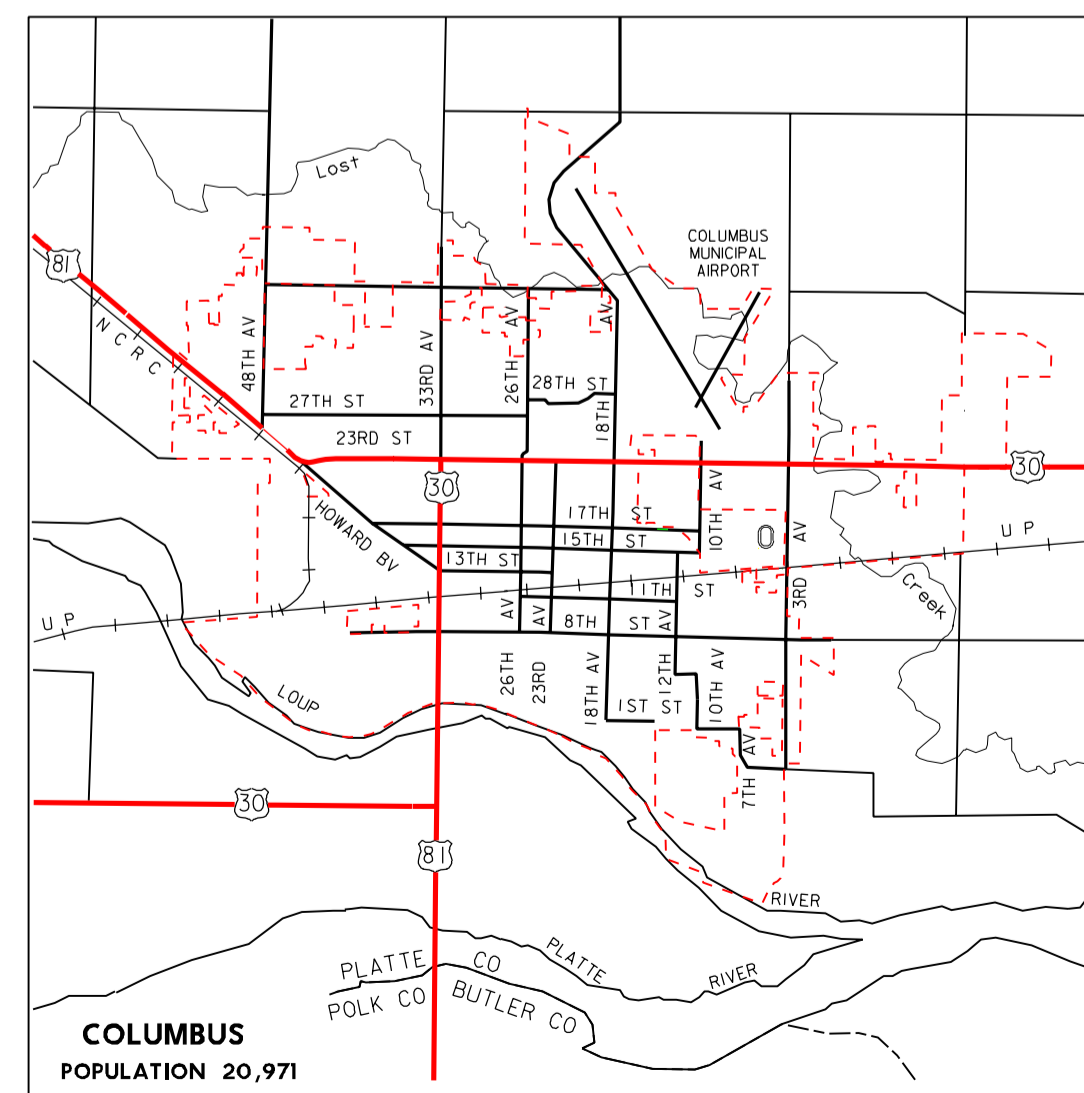 Lost
COLUMBUS
MUNICIPAL
AIRPORT
81
N C R C
48TH AV
33RD AV
26TH AV
18TH AV
28TH ST
27TH ST
23RD ST
30
30
HOWARD BV
17TH ST
15TH ST
13TH ST
10TH AV
3RD AV
U P
11TH ST
Creek
U P
8TH ST
26TH AV
23RD AV
18TH AV
12TH AV
10TH AV
1ST ST
LOUP
7TH AV
30
81
RIVER
PLATTE CO
PLATTE
RIVER
POLK CO
BUTLER CO
COLUMBUS
POPULATION 20,971